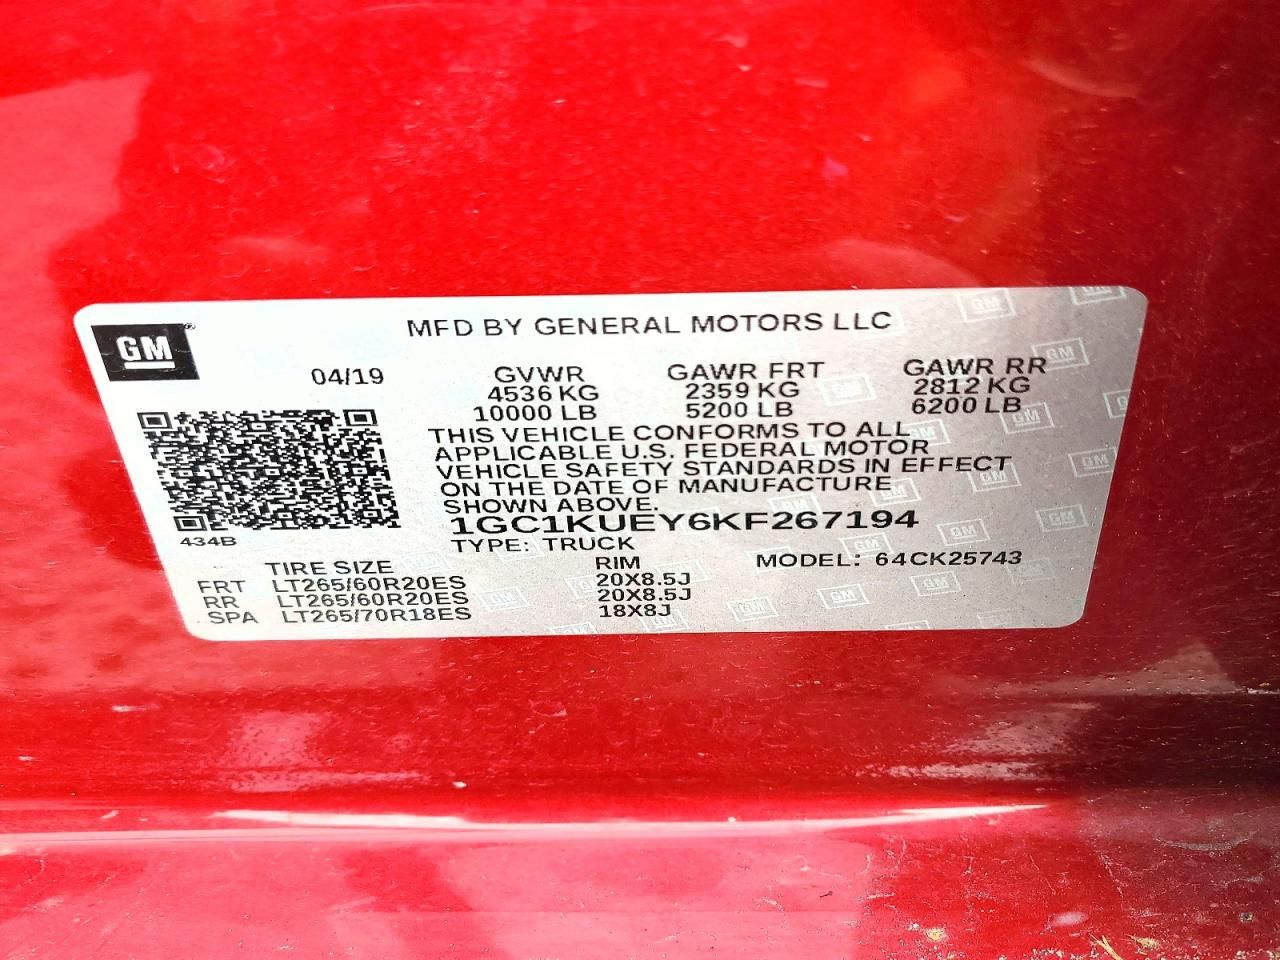 GM
MFD BY GENERAL MOTORS LLC
04/19 GVWR GAWR FRT GAWR RR
4536 KG 2359 KG 2812 KG
10000 LB 5200 LB 6200 LB
THIS VEHICLE CONFORMS TO ALL
APPLICABLE U.S. FEDERAL MOTOR
VEHICLE SAFETY STANDARDS IN EFFECT
ON THE DATE OF MANUFACTURE
SHOWN ABOVE.
434B
1GC1KUEY6KF267194
TYPE: TRUCK
MODEL: 64CK25743
TIRE SIZE RIM
FRT LT265/60R20ES 20X8.5J
RR LT265/60R20ES 20X8.5J
SPA LT265/70R18ES 18X8J